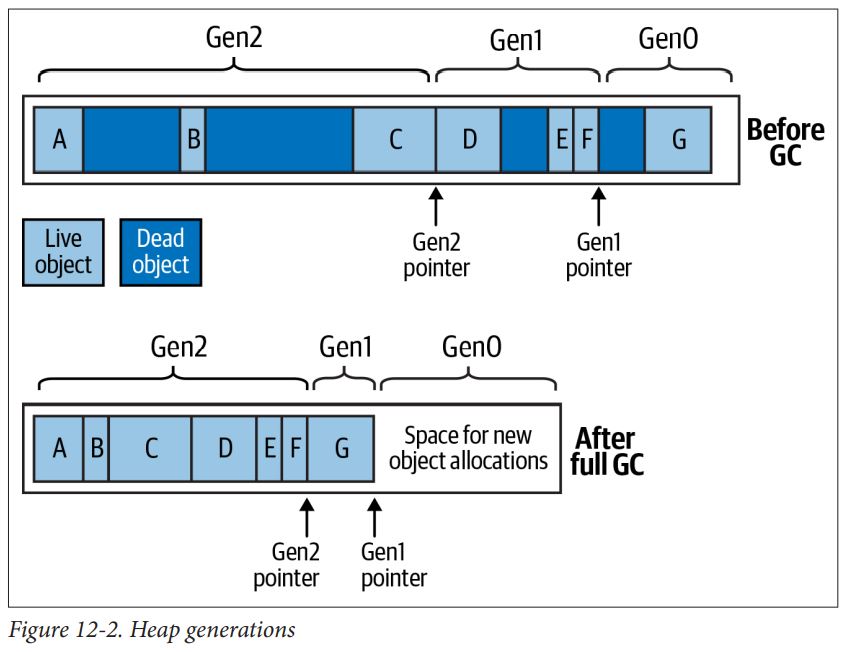 Gen2
Gen1
Gen0
A
B
C
D
E
F
G
Before
GC
Gen2
pointer
Gen1
pointer
Live
object
Dead
object
Gen2
Gen1
Gen0
A
B
C
D
E
F
G
Space for new
object allocations
After
full GC
Gen2
pointer
Gen1
pointer
Figure 12-2. Heap generations